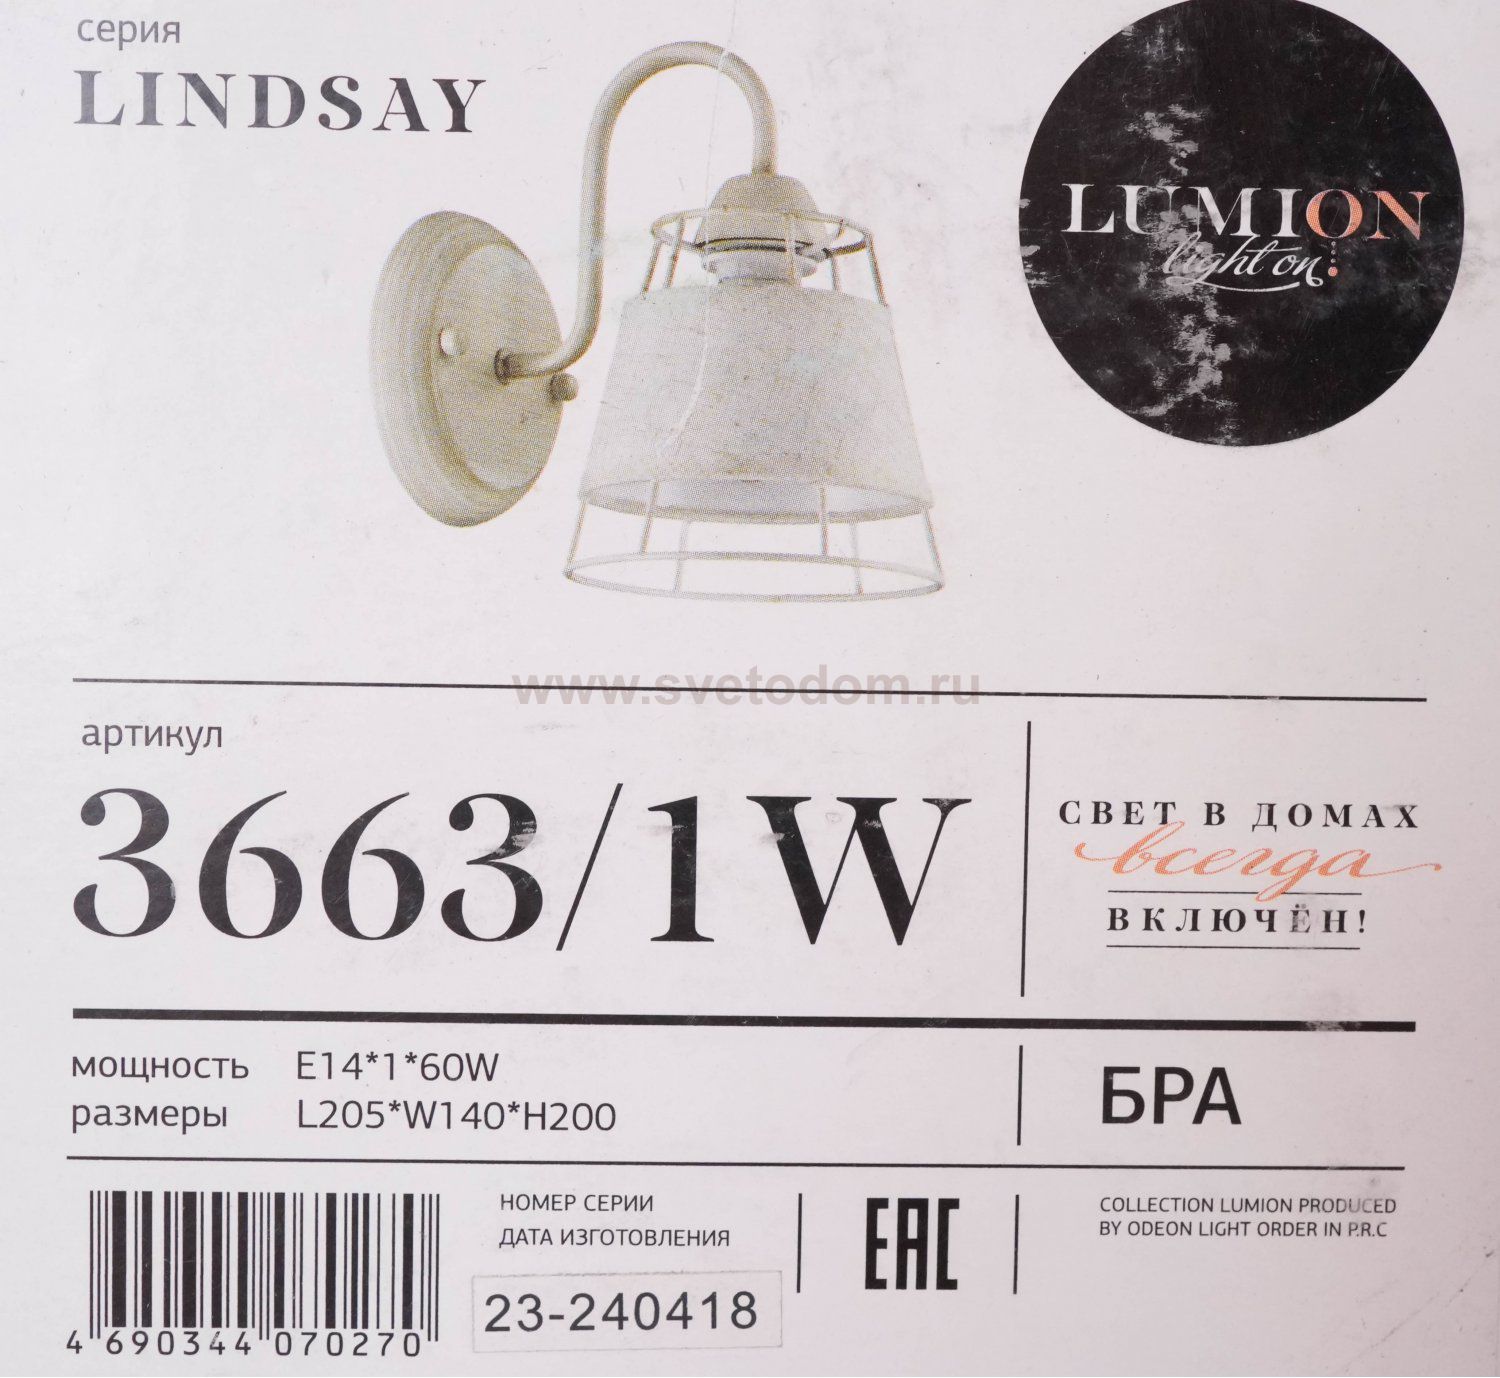 серия
LINDSAY
LUMION
light on
www.svetodom.ru
артикул
3663/1W
СВЕТ В ДОМАХ
всегда
ВКЛЮЧЁН!
мощность E14*1*60W
размеры L205*W140*H200
БРА
НОМЕР СЕРИИ
ДАТА ИЗГОТОВЛЕНИЯ
23-240418
EAC
COLLECTION LUMION PRODUCED
BY ODEON LIGHT ORDER IN P.R.C
4 690344 070270